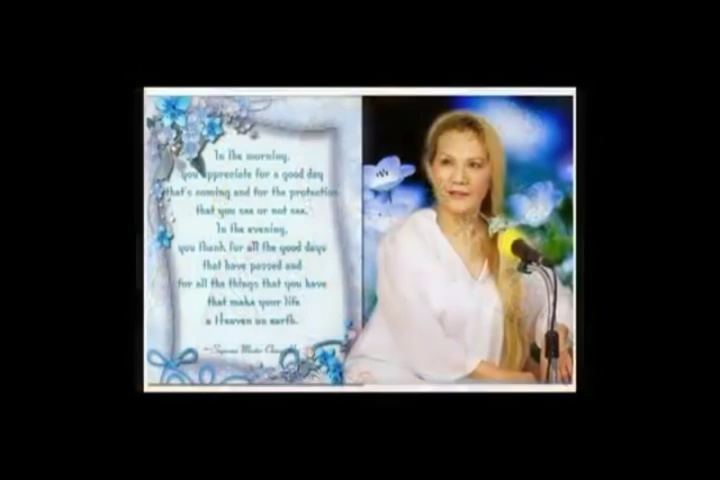 In the morning,
you appreciate for a good day
that's coming and for the protection
that you see or not see.
In the evening,
you thank for all the good days
that have passed and
for all the things that you have
that make your life
a Heaven on earth.
~Supreme Master